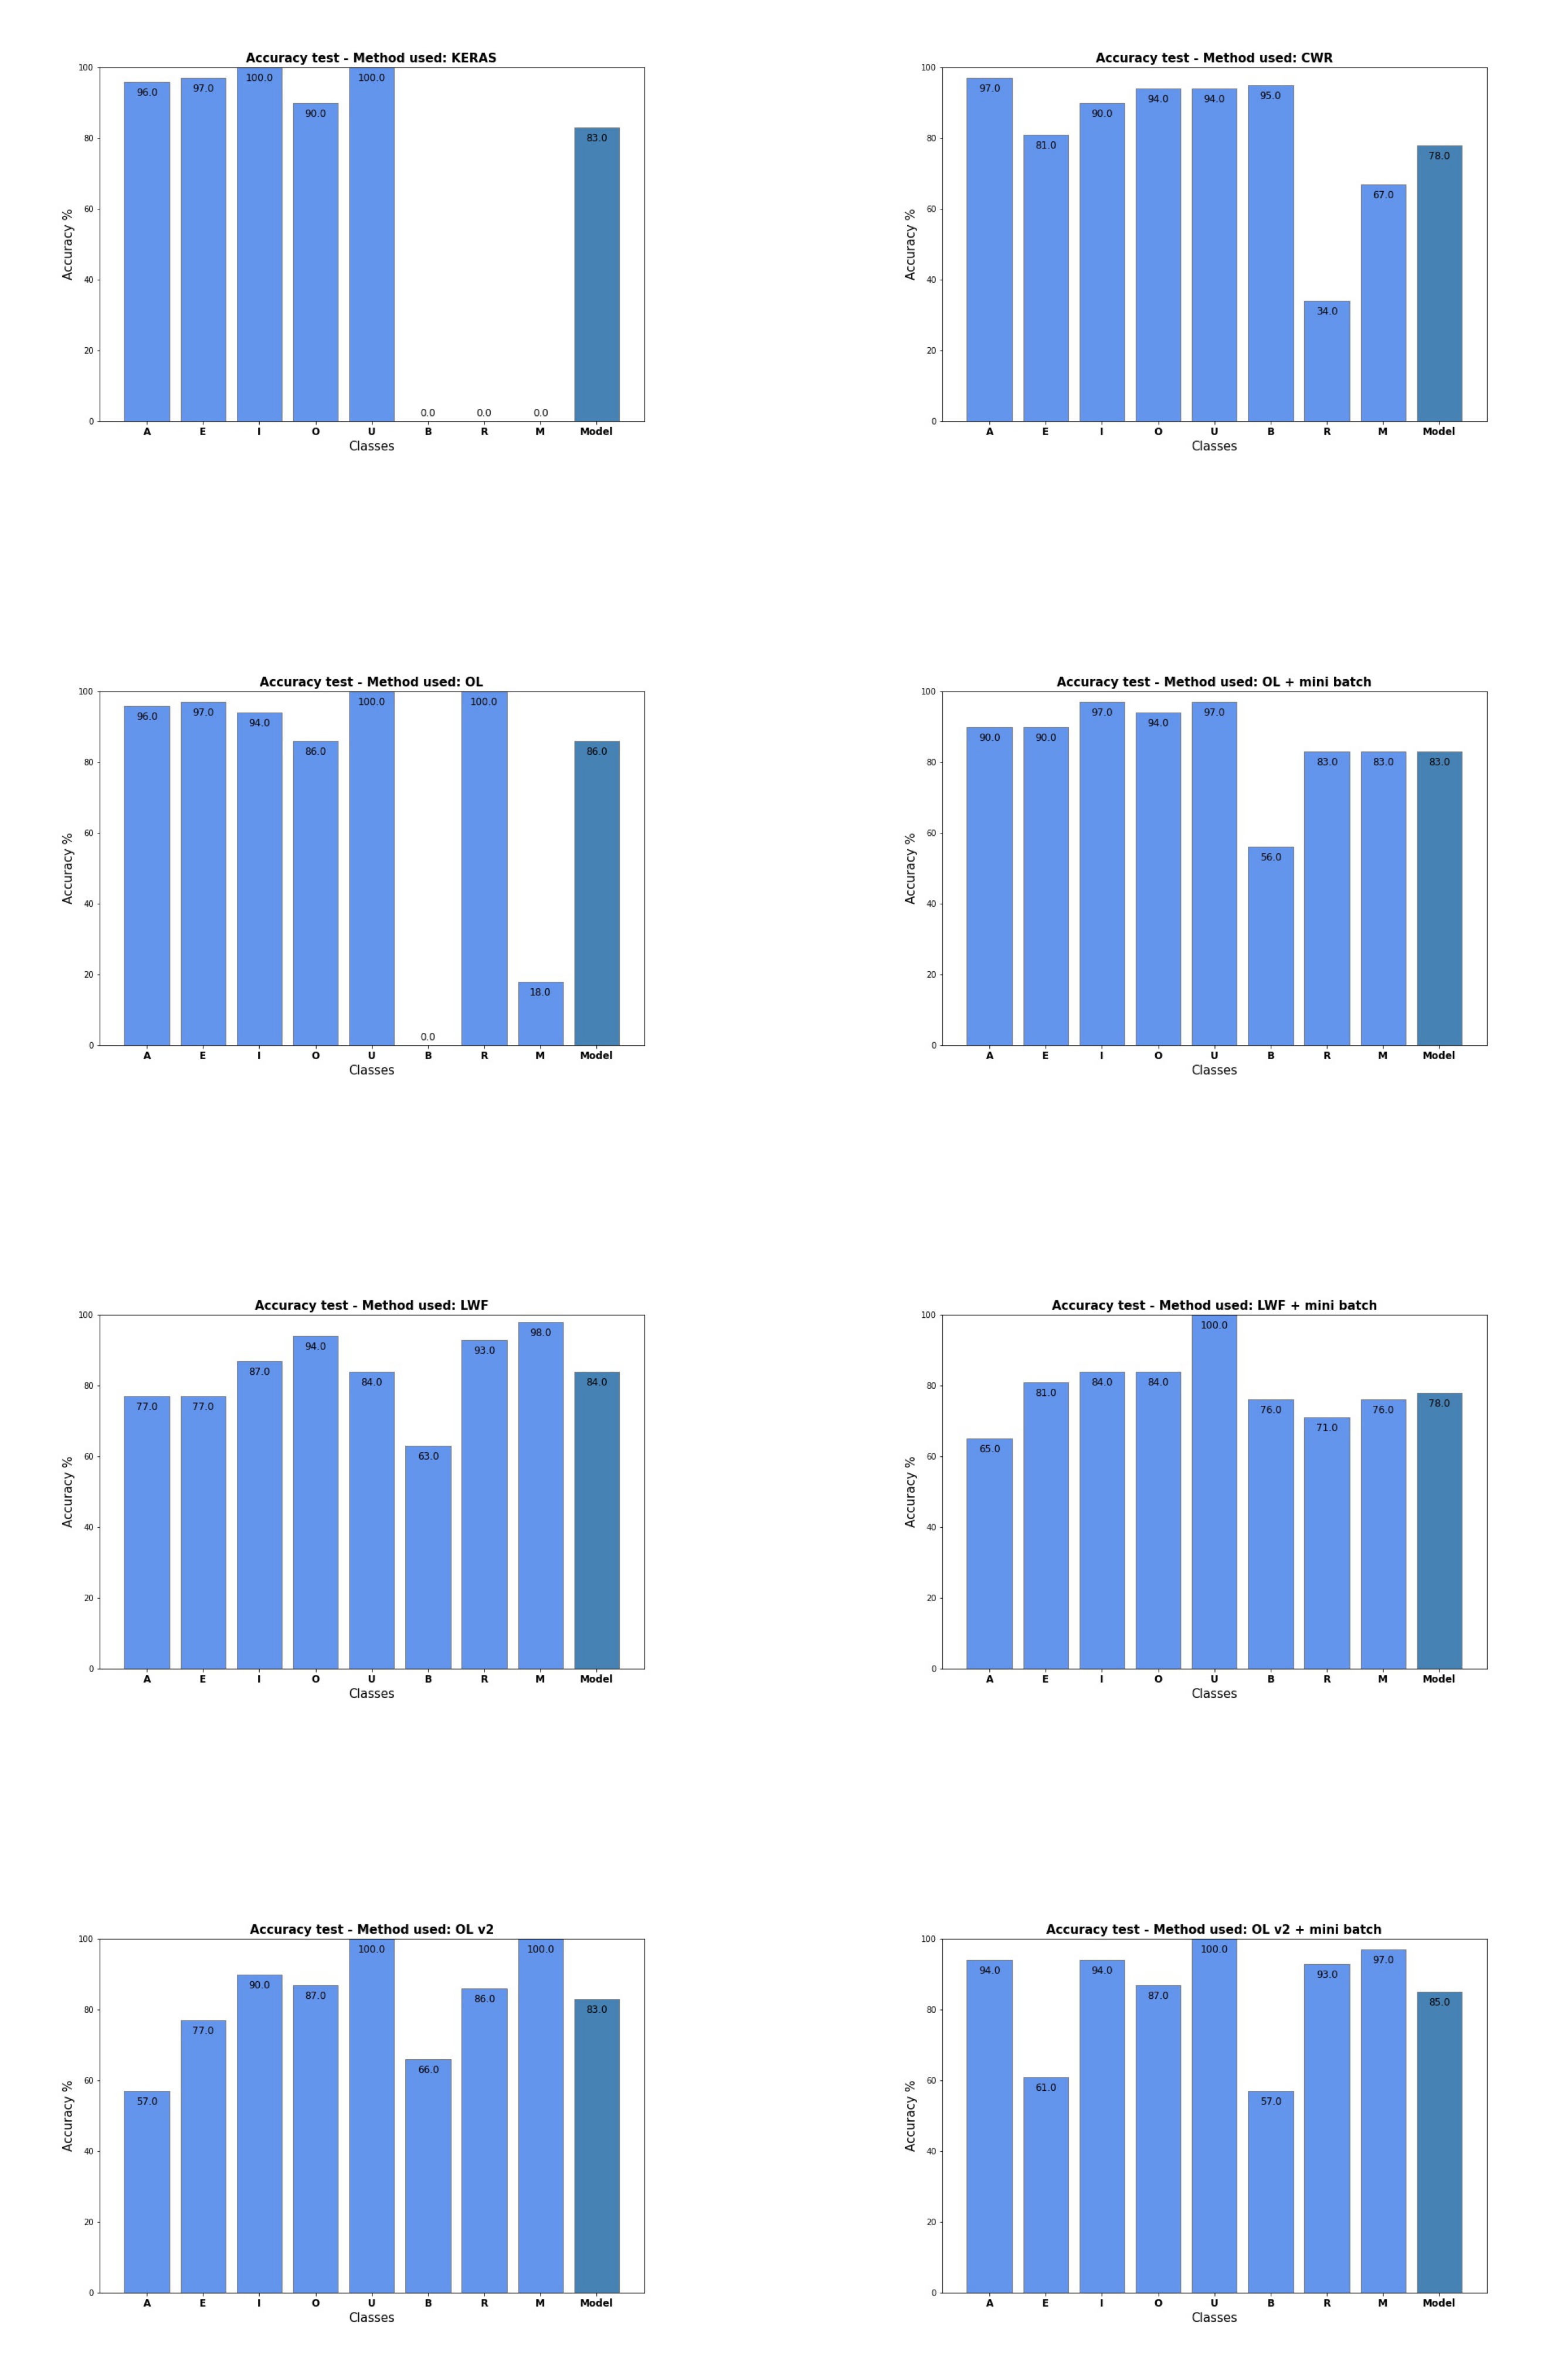 Accuracy test - Method used: KERAS
100
80
60
40
20
0
Accuracy %
96.0 97.0 100.0 90.0 100.0 0.0 0.0 0.0 83.0
A E I O U B R M Model
Classes
Accuracy test - Method used: CWR
100
80
60
40
20
0
Accuracy %
97.0 81.0 90.0 94.0 94.0 95.0 34.0 67.0 78.0
A E I O U B R M Model
Classes
Accuracy test - Method used: OL
100
80
60
40
20
0
Accuracy %
96.0 97.0 94.0 86.0 100.0 0.0 100.0 18.0 86.0
A E I O U B R M Model
Classes
Accuracy test - Method used: OL + mini batch
100
80
60
40
20
0
Accuracy %
90.0 90.0 97.0 94.0 97.0 56.0 83.0 83.0 83.0
A E I O U B R M Model
Classes
Accuracy test - Method used: LWF
100
80
60
40
20
0
Accuracy %
77.0 77.0 87.0 94.0 84.0 63.0 93.0 98.0 84.0
A E I O U B R M Model
Classes
Accuracy test - Method used: LWF + mini batch
100
80
60
40
20
0
Accuracy %
65.0 81.0 84.0 84.0 100.0 76.0 71.0 76.0 78.0
A E I O U B R M Model
Classes
Accuracy test - Method used: OL v2
100
80
60
40
20
0
Accuracy %
57.0 77.0 90.0 87.0 100.0 66.0 86.0 100.0 83.0
A E I O U B R M Model
Classes
Accuracy test - Method used: OL v2 + mini batch
100
80
60
40
20
0
Accuracy %
94.0 61.0 94.0 87.0 100.0 57.0 93.0 97.0 85.0
A E I O U B R M Model
Classes